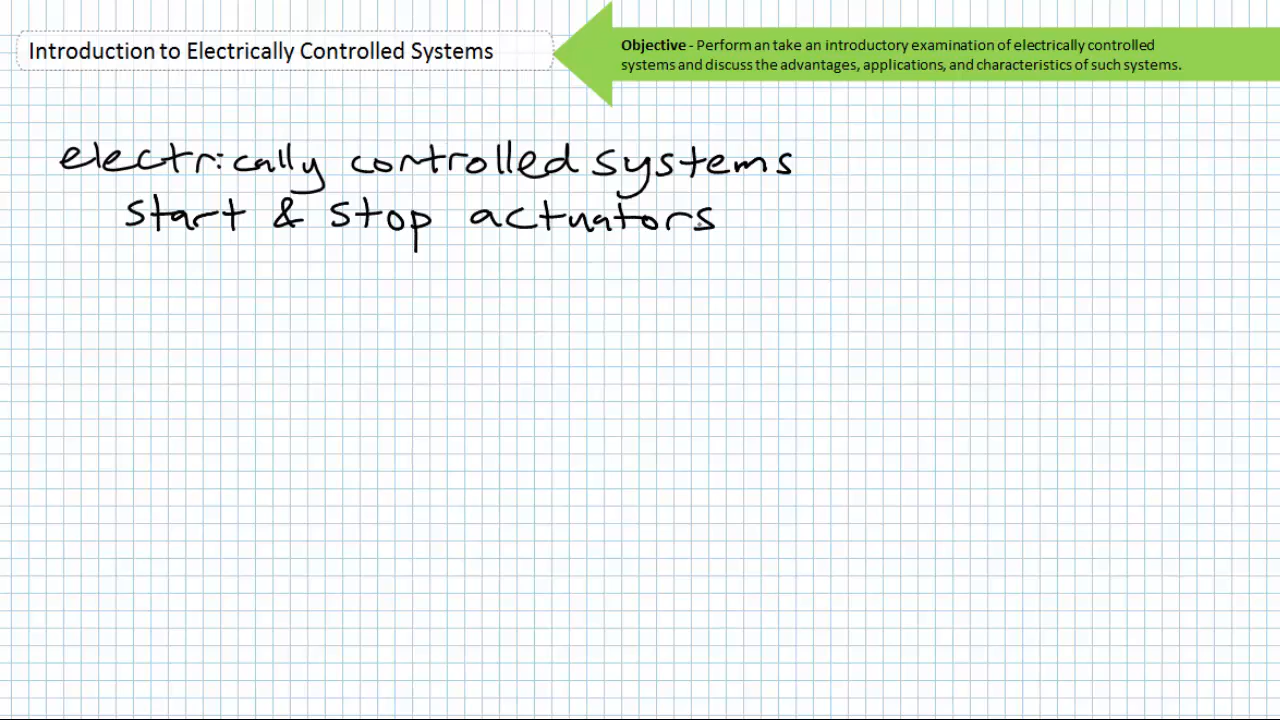 Introduction to Electrically Controlled Systems
Objective - Perform an take an introductory examination of electrically controlled
systems and discuss the advantages, applications, and characteristics of such systems.
electrically controlled systems
start & stop actuators